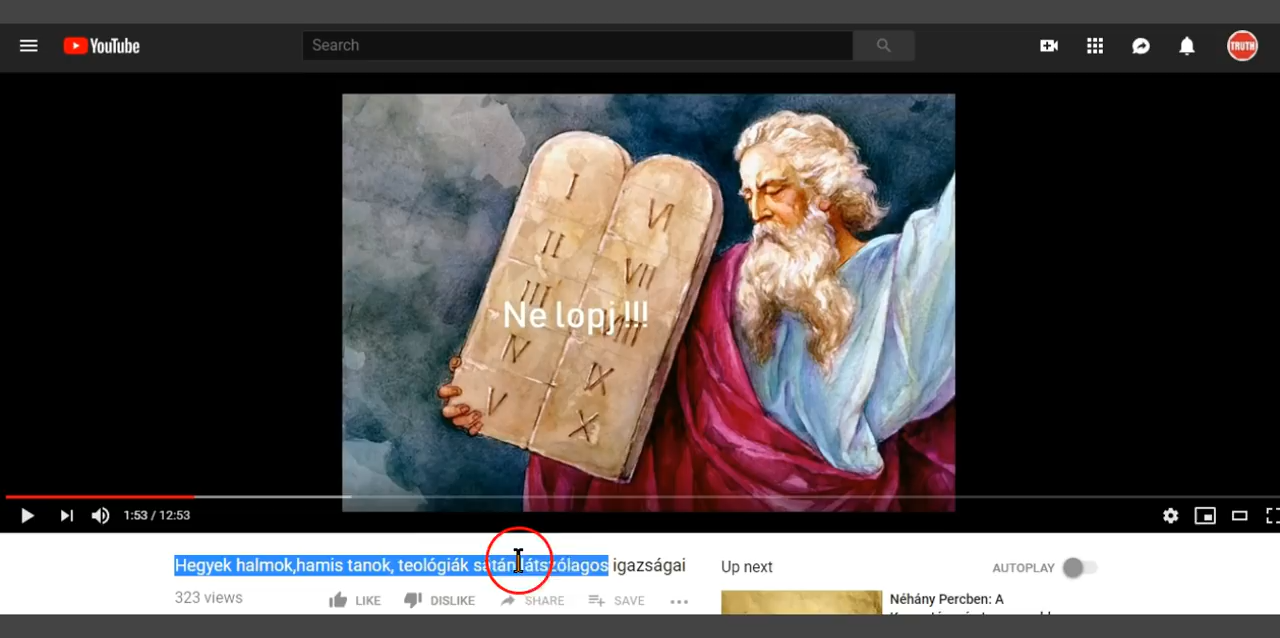 YouTube
Search
TRUTH
I
VI
II
VII
III
VIII
Ne lopj !!!
IV
IX
V
X
1:53 / 12:53
Hegyek halmok,hamis tanok, teológiák sátán látszólagos igazságai
323 views
LIKE
DISLIKE
SHARE
SAVE
Up next
AUTOPLAY
Néhány Percben: A